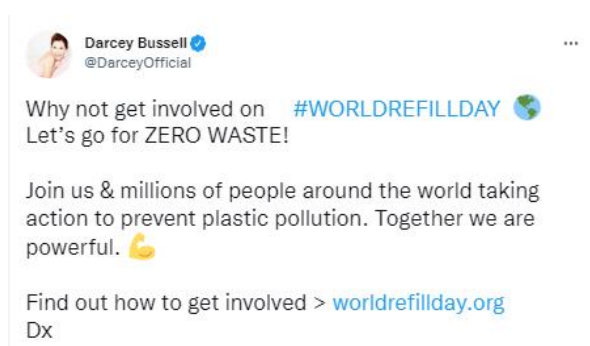 Darcey Bussell
@DarceyOfficial
Why not get involved on #WORLDREFILLDAY 🌎
Let's go for ZERO WASTE!
Join us & millions of people around the world taking
action to prevent plastic pollution. Together we are
powerful. 💪
Find out how to get involved > worldrefillday.org
Dx